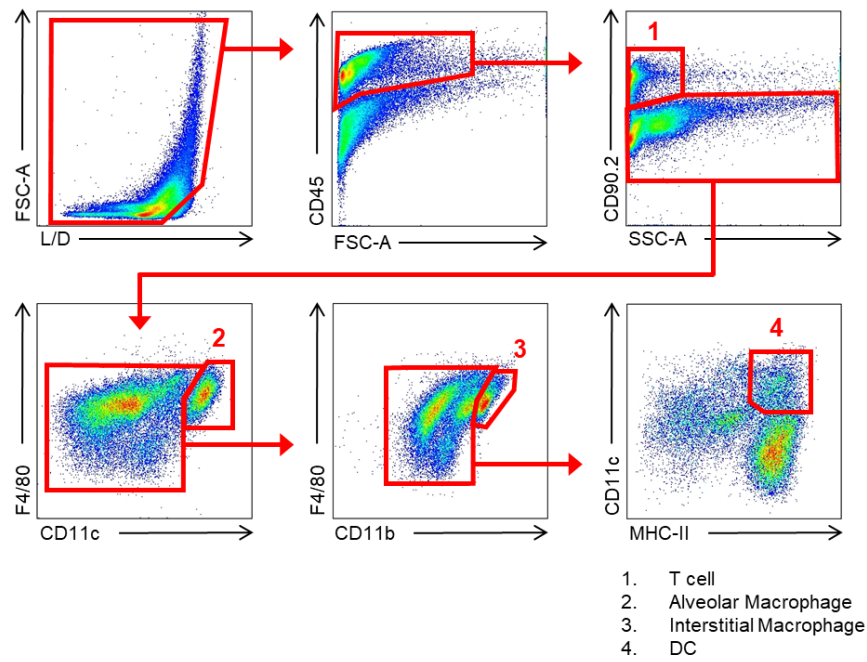 1
FSC-A
L/D
CD45
FSC-A
CD90.2
SSC-A
2
F4/80
CD11c
3
F4/80
CD11b
4
CD11c
MHC-II
1. T cell
2. Alveolar Macrophage
3. Interstitial Macrophage
4. DC